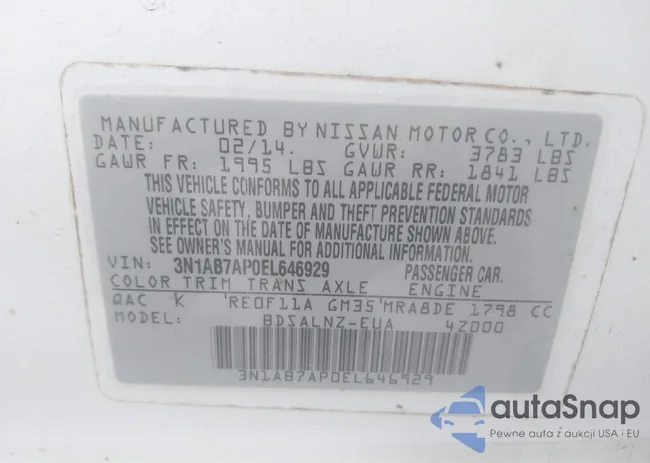 MANUFACTURED BY NISSAN MOTOR CO., LTD.
DATE: 02/14. GVWR: 3783 LBS
GAWR FR: 1995 LBS GAWR RR: 1841 LBS
THIS VEHICLE CONFORMS TO ALL APPLICABLE FEDERAL MOTOR
VEHICLE SAFETY, BUMPER AND THEFT PREVENTION STANDARDS
IN EFFECT ON THE DATE OF MANUFACTURE SHOWN ABOVE.
SEE OWNER'S MANUAL FOR ADDITIONAL INFORMATION.
VIN: 3N1AB7AP0EL646929 PASSENGER CAR.
COLOR TRIM TRANS AXLE ENGINE
QAC K 'RE0F11A GM35'MRA8DE 1798 CC
MODEL: BDSALNZ-EUA 4Z000
3N1AB7AP0EL646929
autaSnap
Pewne auta z aukcji USA i EU